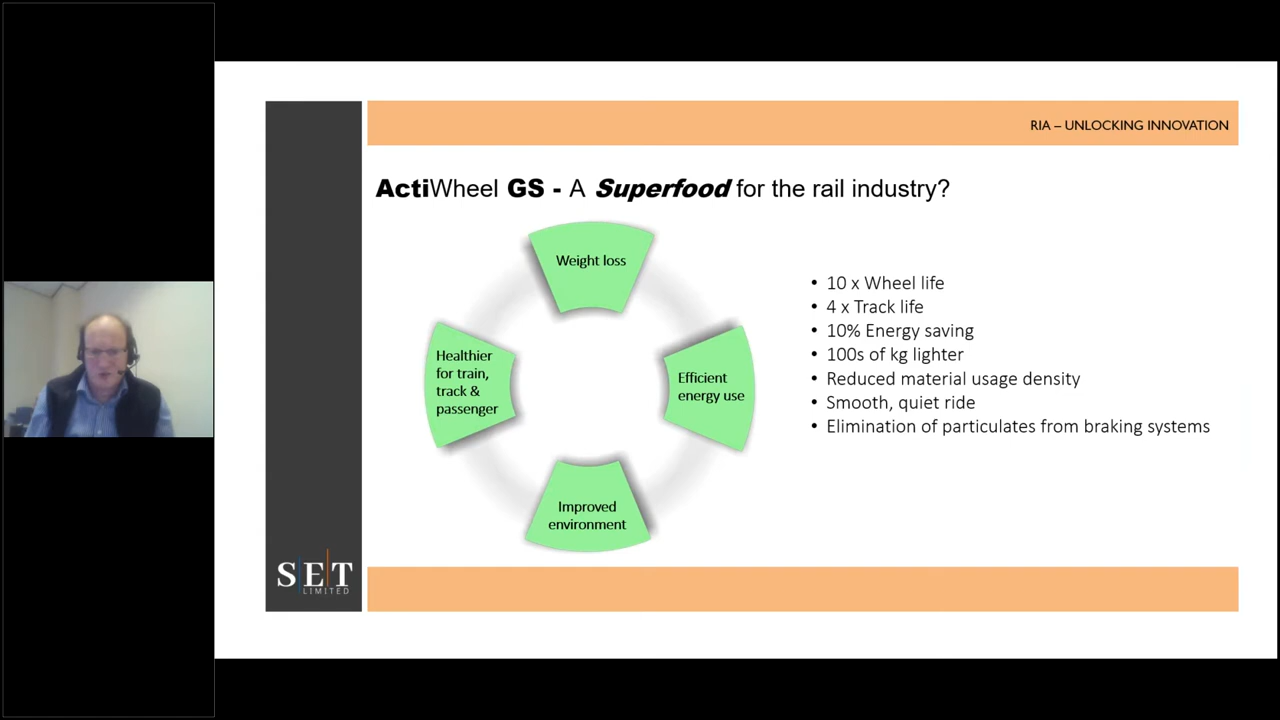 RIA – UNLOCKING INNOVATION
ActiWheel GS - A Superfood for the rail industry?
Weight loss
Healthier
for train,
track &
passenger
Efficient
energy use
Improved
environment
• 10 x Wheel life
• 4 x Track life
• 10% Energy saving
• 100s of kg lighter
• Reduced material usage density
• Smooth, quiet ride
• Elimination of particulates from braking systems
SET
LIMITED